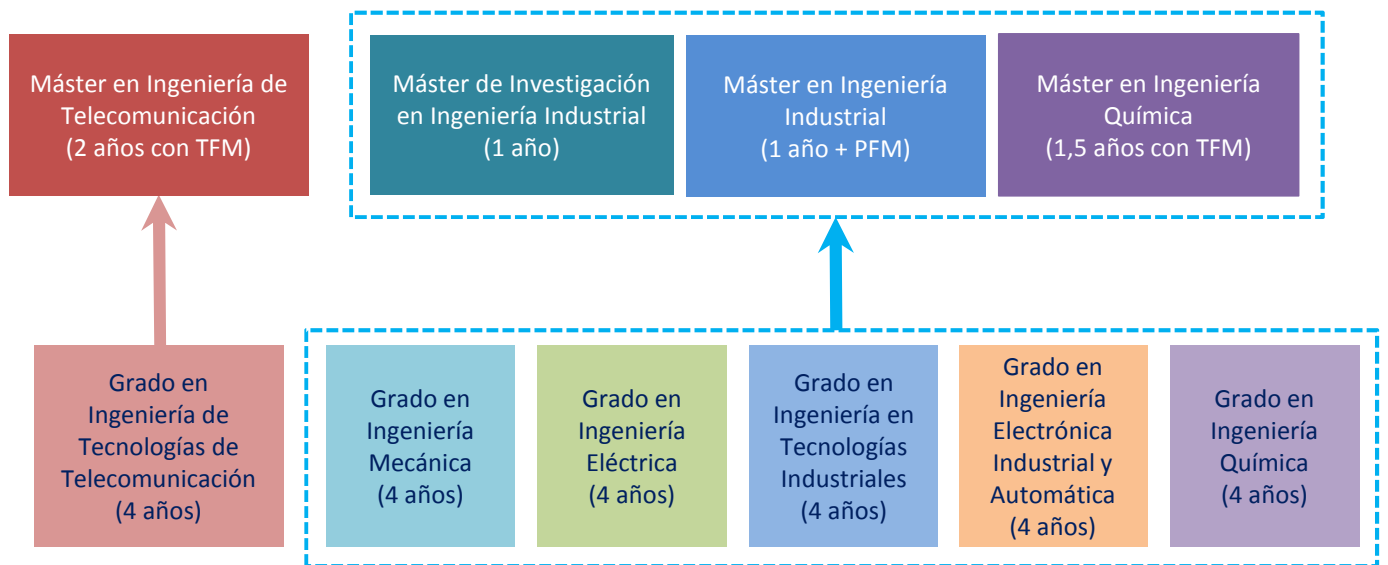 Máster en Ingeniería de
Telecomunicación
(2 años con TFM)
Máster de Investigación
en Ingeniería Industrial
(1 año)
Máster en Ingeniería
Industrial
(1 año + PFM)
Máster en Ingeniería
Química
(1,5 años con TFM)
Grado en
Ingeniería de
Tecnologías de
Telecomunicación
(4 años)
Grado en
Ingeniería
Mecánica
(4 años)
Grado en
Ingeniería
Eléctrica
(4 años)
Grado en
Ingeniería en
Tecnologías
Industriales
(4 años)
Grado en
Ingeniería
Electrónica
Industrial y
Automática
(4 años)
Grado en
Ingeniería
Química
(4 años)